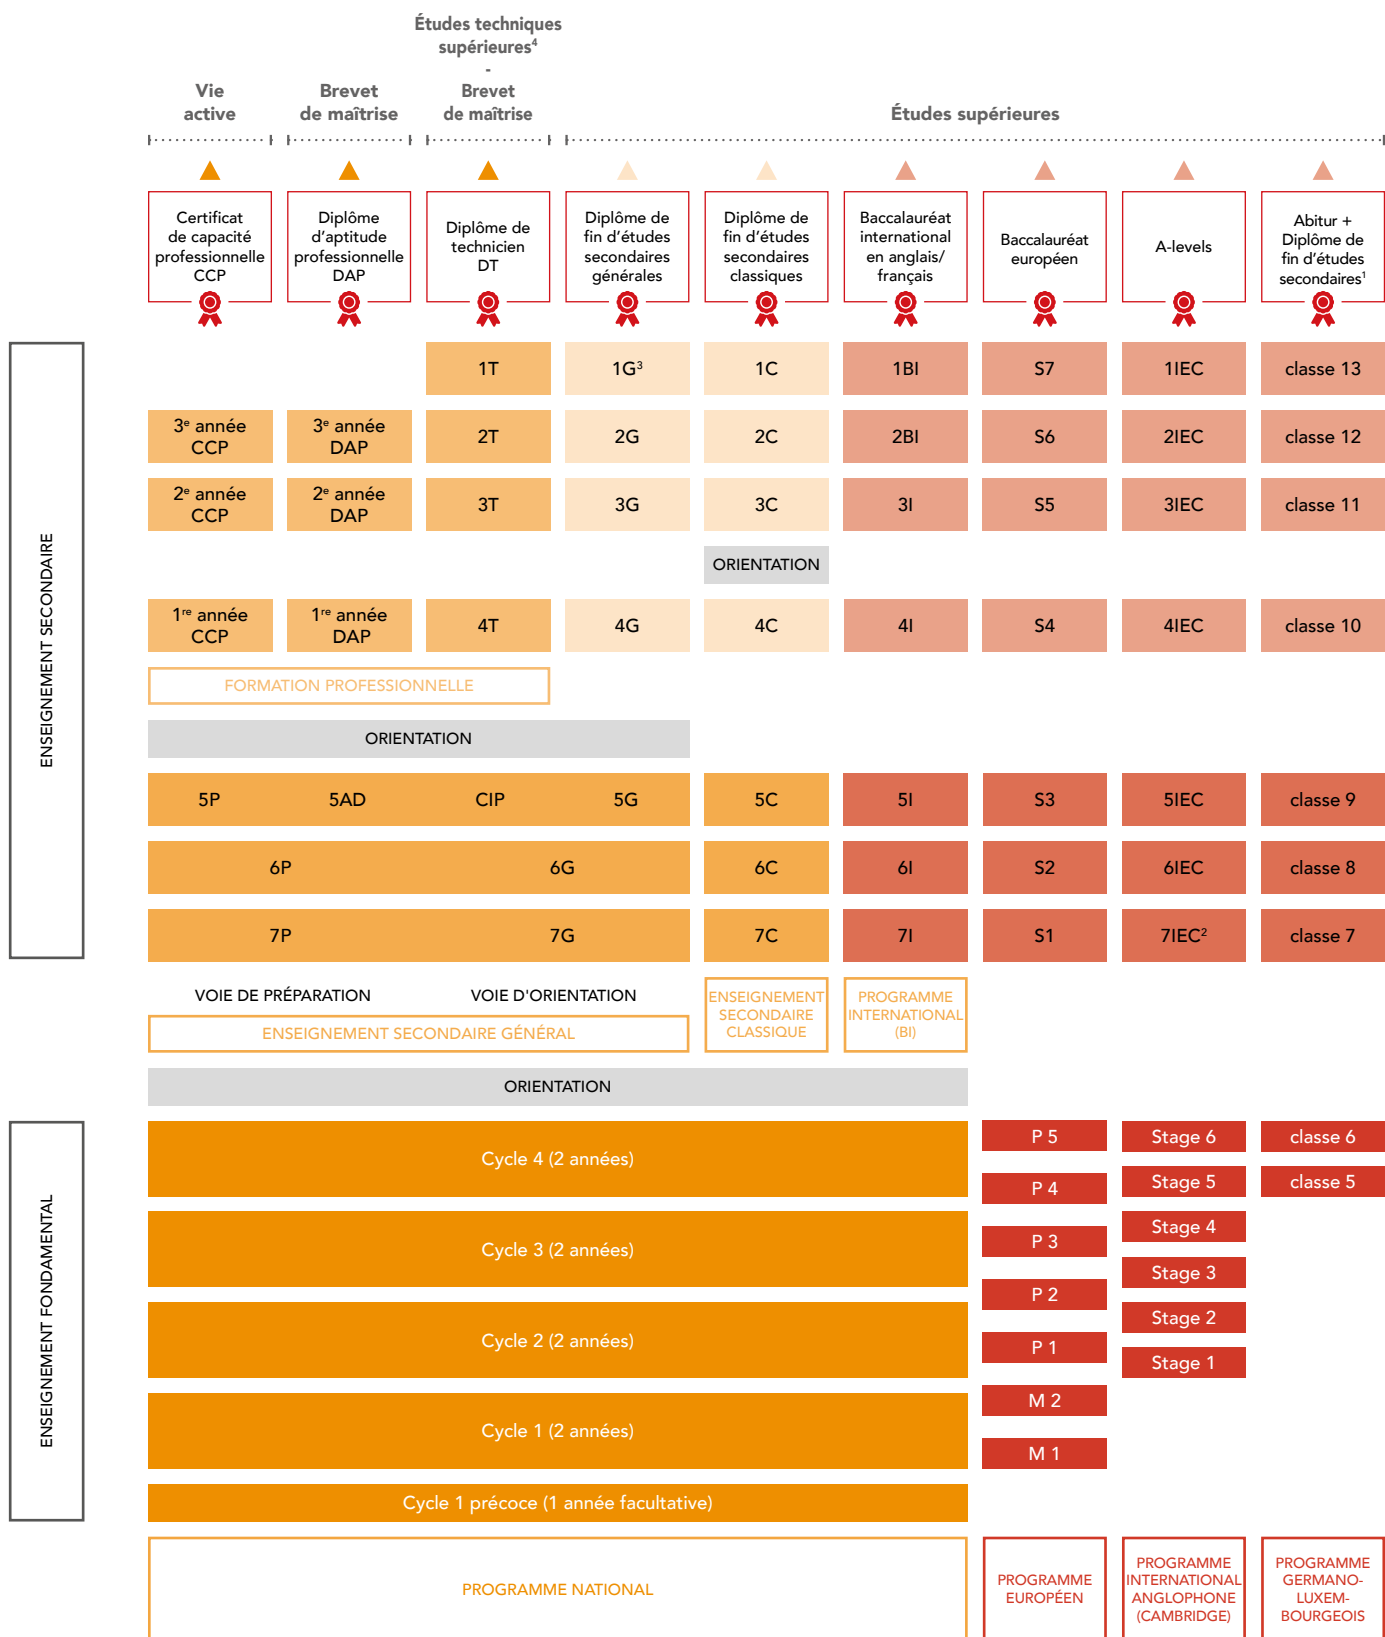 Études techniques
supérieures⁴
-
Brevet
de maîtrise
Vie
active
Brevet
de maîtrise
Études supérieures
Certificat
de capacité
professionnelle
CCP
Diplôme
d'aptitude
professionnelle
DAP
Diplôme de
technicien
DT
Diplôme de
fin d'études
secondaires
générales
Diplôme de
fin d'études
secondaires
classiques
Baccalauréat
international
en anglais/
français
Baccalauréat
européen
A-levels
Abitur +
Diplôme de
fin d'études
secondaires¹
ENSEIGNEMENT SECONDAIRE
1T
1G³
1C
1BI
S7
1IEC
classe 13
3ᵉ année
CCP
3ᵉ année
DAP
2T
2G
2C
2BI
S6
2IEC
classe 12
2ᵉ année
CCP
2ᵉ année
DAP
3T
3G
3C
3I
S5
3IEC
classe 11
ORIENTATION
1ʳᵉ année
CCP
1ʳᵉ année
DAP
4T
4G
4C
4I
S4
4IEC
classe 10
FORMATION PROFESSIONNELLE
ORIENTATION
5P
5AD
CIP
5G
5C
5I
S3
5IEC
classe 9
6P
6G
6C
6I
S2
6IEC
classe 8
7P
7G
7C
7I
S1
7IEC²
classe 7
VOIE DE PRÉPARATION
VOIE D'ORIENTATION
ENSEIGNEMENT SECONDAIRE GÉNÉRAL
ENSEIGNEMENT
SECONDAIRE
CLASSIQUE
PROGRAMME
INTERNATIONAL
(BI)
ORIENTATION
ENSEIGNEMENT FONDAMENTAL
Cycle 4 (2 années)
Cycle 3 (2 années)
Cycle 2 (2 années)
Cycle 1 (2 années)
Cycle 1 précoce (1 année facultative)
P 5
P 4
P 3
P 2
P 1
M 2
M 1
Stage 6
Stage 5
Stage 4
Stage 3
Stage 2
Stage 1
classe 6
classe 5
PROGRAMME NATIONAL
PROGRAMME
EUROPÉEN
PROGRAMME
INTERNATIONAL
ANGLOPHONE
(CAMBRIDGE)
PROGRAMME
GERMANO-
LUXEM-
BOURGEOIS